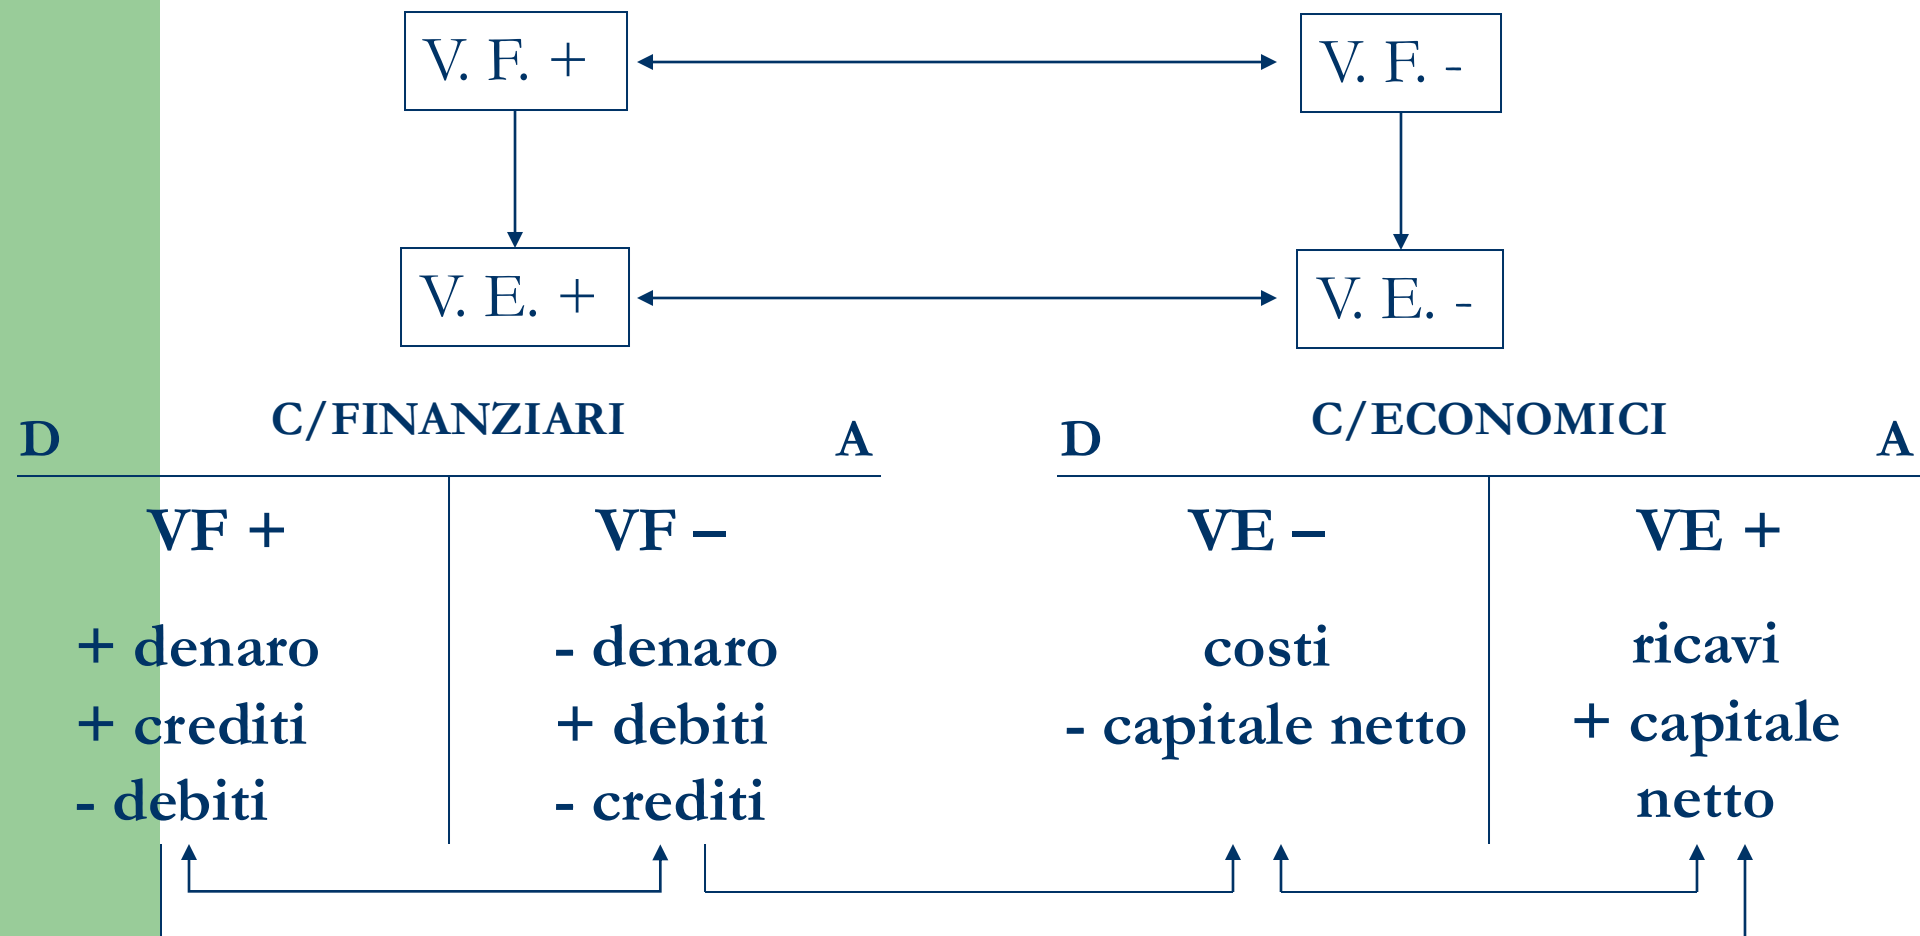 V. F. +
V. F. -
V. E. +
V. E. -
C/FINANZIARI
C/ECONOMICI
D
A
D
A
VF +
VF –
VE –
VE +
+ denaro
- denaro
costi
ricavi
+ crediti
+ debiti
- capitale netto
+ capitale
- debiti
- crediti
netto